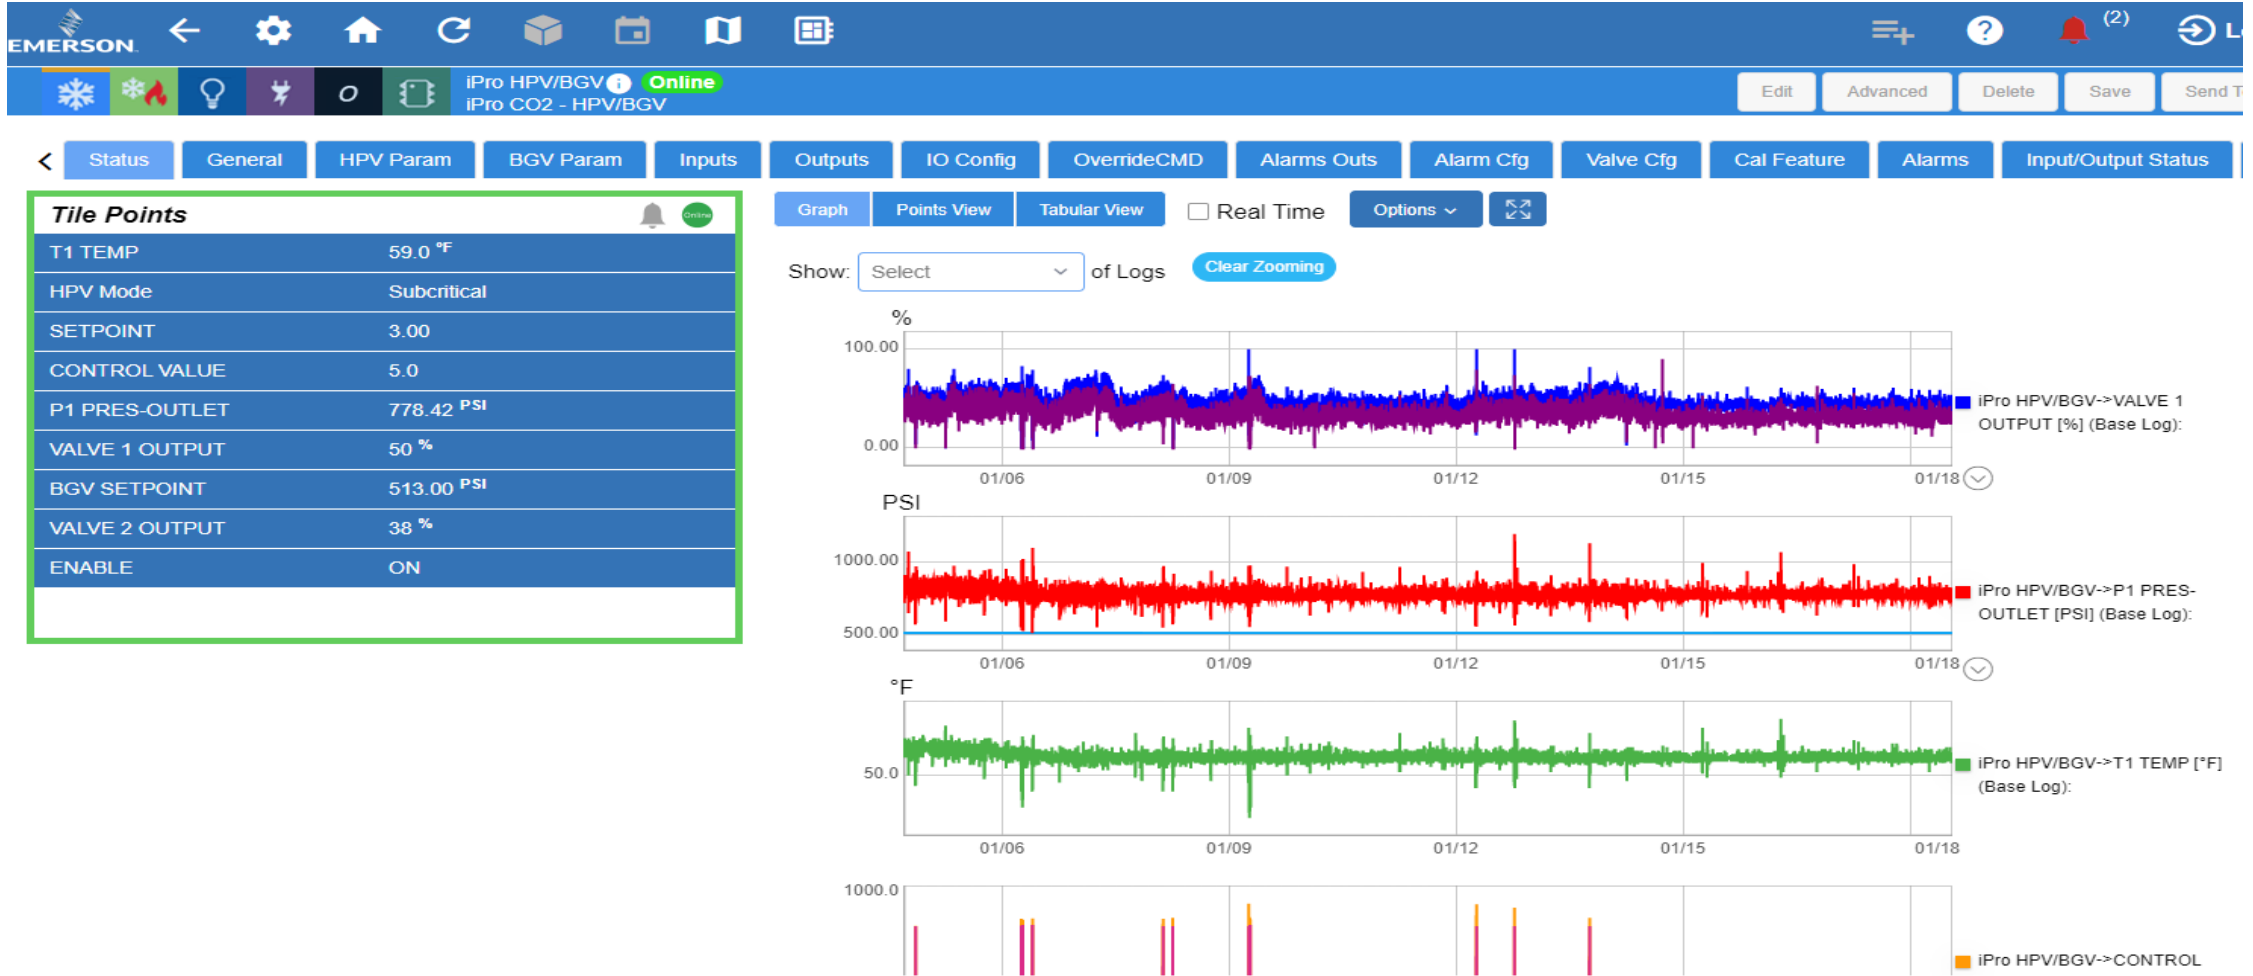 EMERSON.
(2)
iPro HPV/BGV Online
iPro CO2 - HPV/BGV
Edit Advanced Delete Save Send T
Status General HPV Param BGV Param Inputs Outputs IO Config OverrideCMD Alarms Outs Alarm Cfg Valve Cfg Cal Feature Alarms Input/Output Status
Tile Points Online
T1 TEMP 59.0 °F
HPV Mode Subcritical
SETPOINT 3.00
CONTROL VALUE 5.0
P1 PRES-OUTLET 778.42 PSI
VALVE 1 OUTPUT 50 %
BGV SETPOINT 513.00 PSI
VALVE 2 OUTPUT 38 %
ENABLE ON
Graph Points View Tabular View Real Time Options
Show: Select of Logs Clear Zooming
%
100.00
0.00
01/06 01/09 01/12 01/15 01/18
iPro HPV/BGV->VALVE 1
OUTPUT [%] (Base Log):
PSI
1000.00
500.00
01/06 01/09 01/12 01/15 01/18
iPro HPV/BGV->P1 PRES-
OUTLET [PSI] (Base Log):
°F
50.0
01/06 01/09 01/12 01/15 01/18
iPro HPV/BGV->T1 TEMP [°F]
(Base Log):
1000.0
iPro HPV/BGV->CONTROL